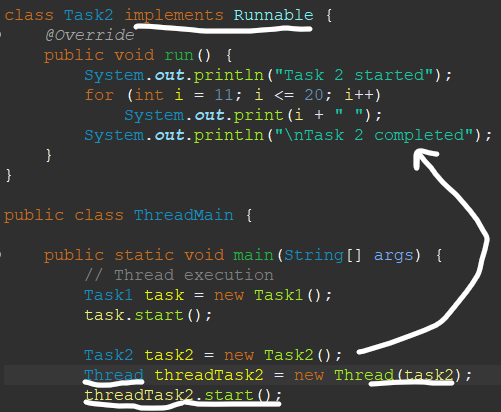 class Task2 implements Runnable {
@Override
public void run() {
System.out.println("Task 2 started");
for (int i = 11; i <= 20; i++)
System.out.print(i + " ");
System.out.println("\nTask 2 completed");
}
}
public class ThreadMain {
public static void main(String[] args) {
// Thread execution
Task1 task = new Task1();
task.start();
Task2 task2 = new Task2();
Thread threadTask2 = new Thread(task2);
threadTask2.start();